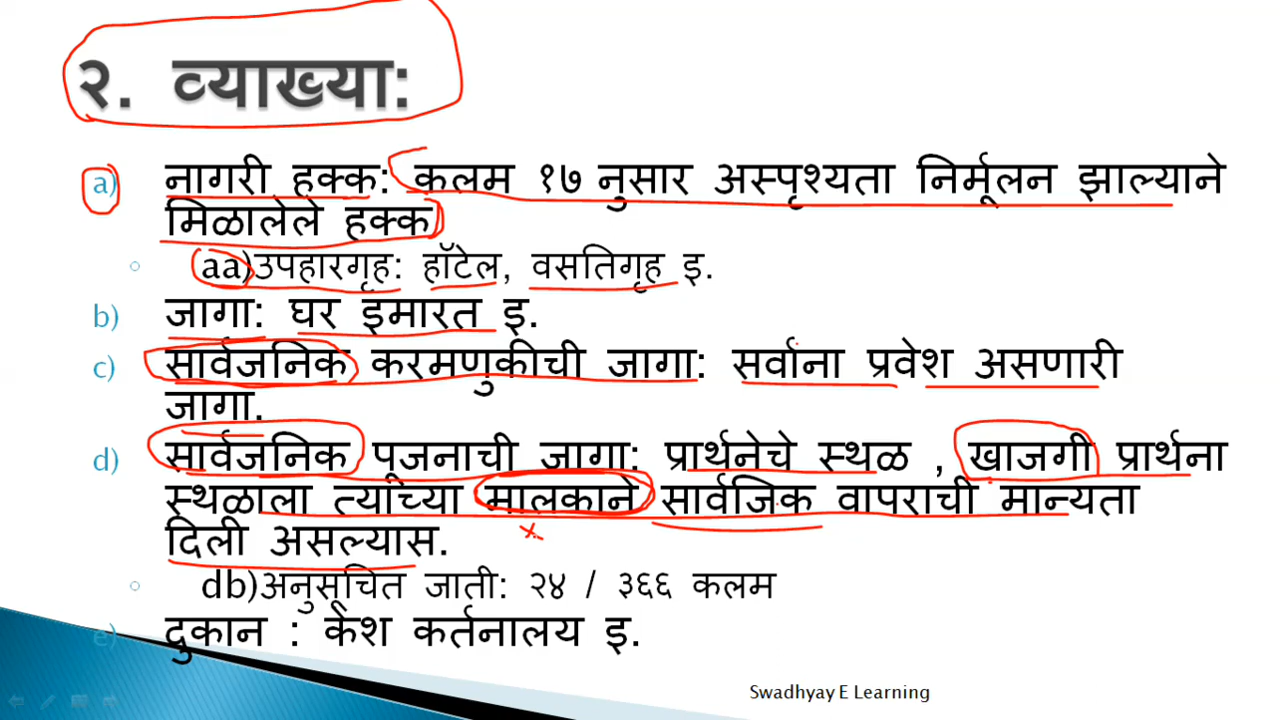 २. व्याख्या:
a) नागरी हक्क: कलम १७ नुसार अस्पृश्यता निर्मूलन झाल्याने
मिळालेले हक्क
aa)उपहारगृह: हॉटेल, वसतिगृह इ.
b) जागा: घर इमारत इ.
c) सार्वजनिक करमणुकीची जागा: सर्वांना प्रवेश असणारी
जागा.
d) सार्वजनिक पूजनाची जागा: प्रार्थनेचे स्थळ , खाजगी प्रार्थना
स्थळाला त्यांच्या मालकाने सार्वजिक वापराची मान्यता
दिली असल्यास.
db)अनुसूचित जाती: २४ / ३६६ कलम
e) दुकान : केश कर्तनालय इ.
Swadhyay E Learning